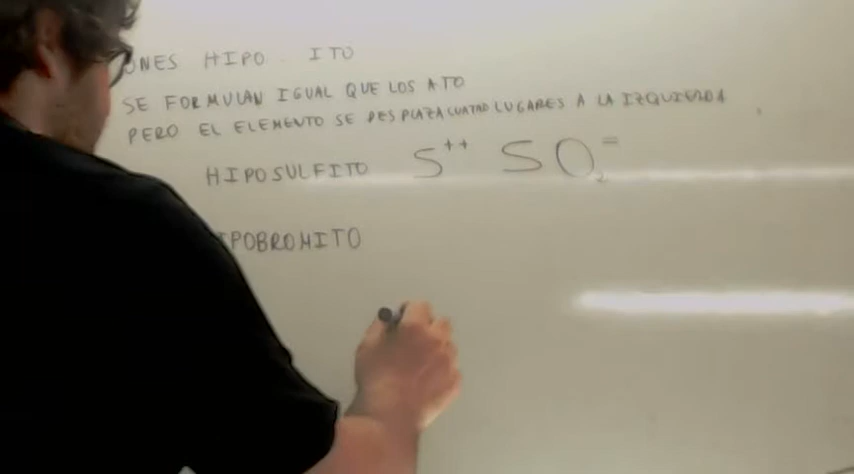 ONES HIPO ITO
SE FORMULAN IGUAL QUE LOS ATO
PERO EL ELEMENTO SE DESPLAZA CUATRO LUGARES A LA IZQUIERDA
HIPOSULFITO S++ SO2=
IPOBROMITO